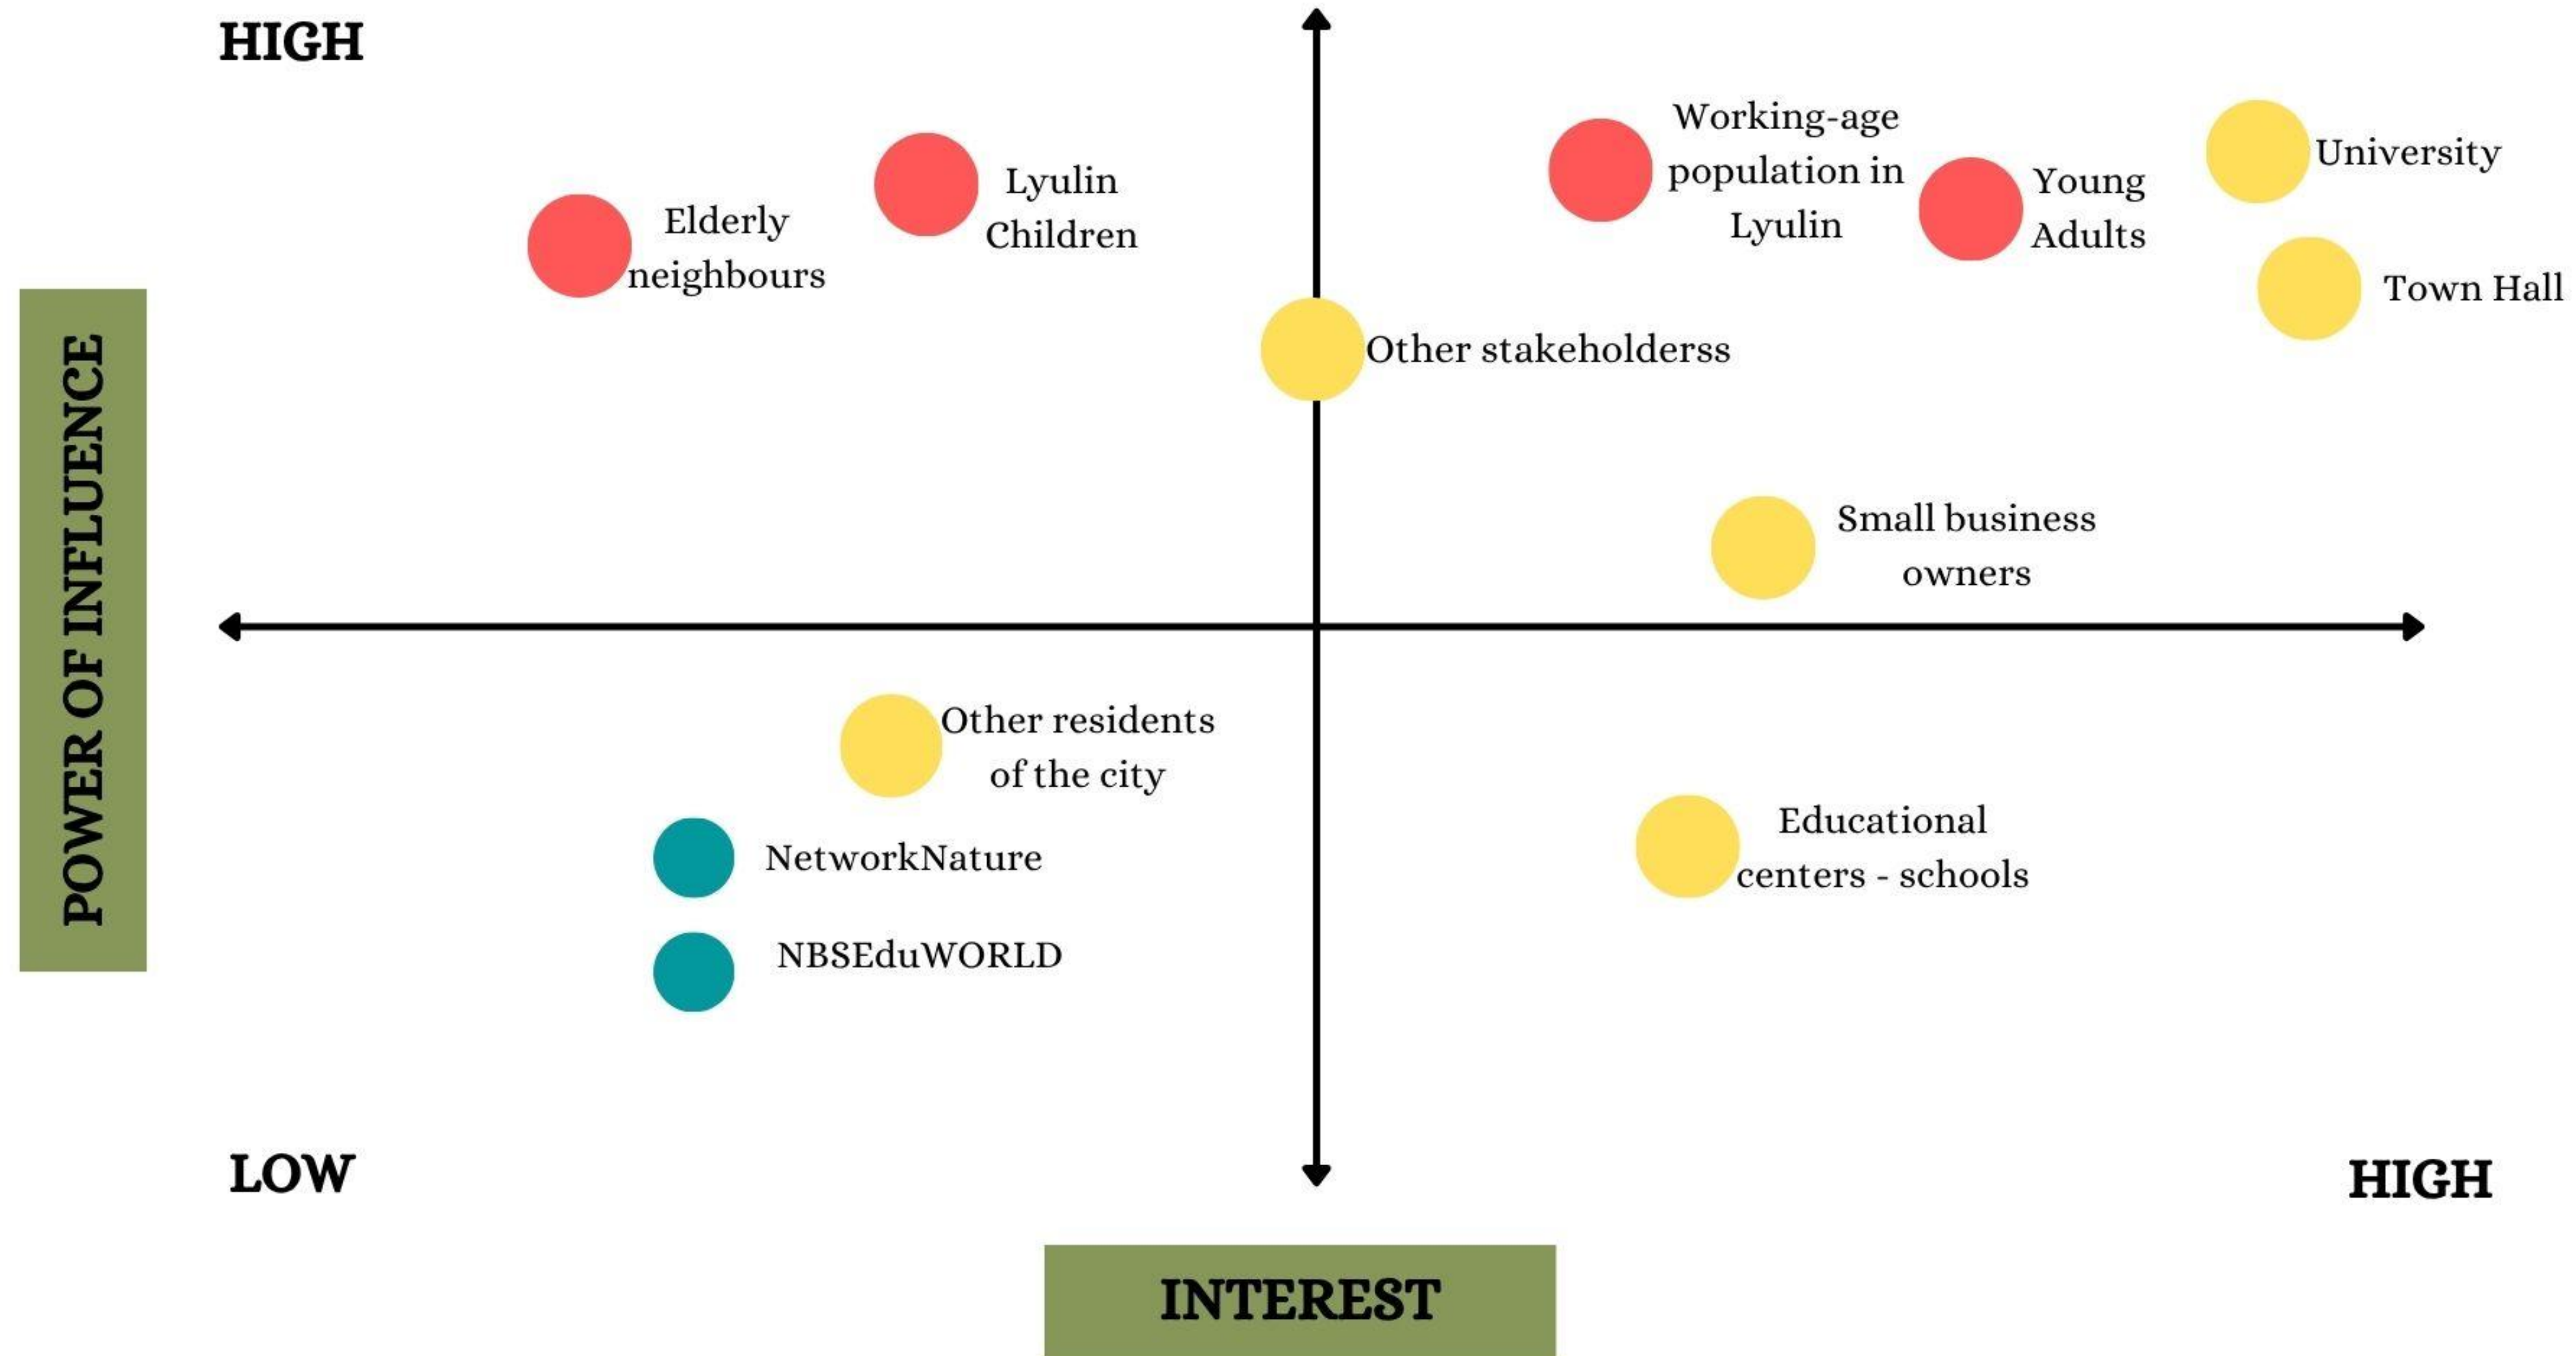 HIGH
Working-age
population in
Lyulin
University
Lyulin
Children
Young
Adults
Elderly
neighbours
Town Hall
Other stakeholderss
POWER OF INFLUENCE
Small business
owners
Other residents
of the city
NetworkNature
Educational
centers - schools
NBSEduWORLD
LOW
HIGH
INTEREST